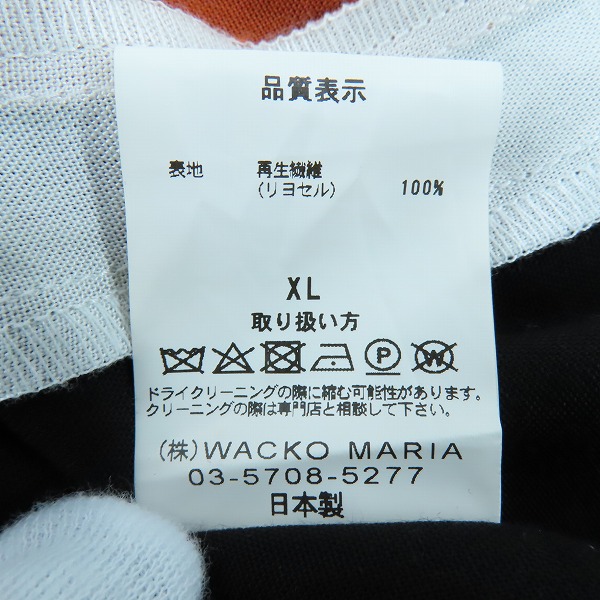 品質表示
表地 再生繊維 100%
(リヨセル)
XL
取り扱い方
P W
ドライクリーニングの際に縮む可能性があります。
クリーニングの際は専門店と相談して下さい。
(株)WACKO MARIA
03-5708-5277
日本製